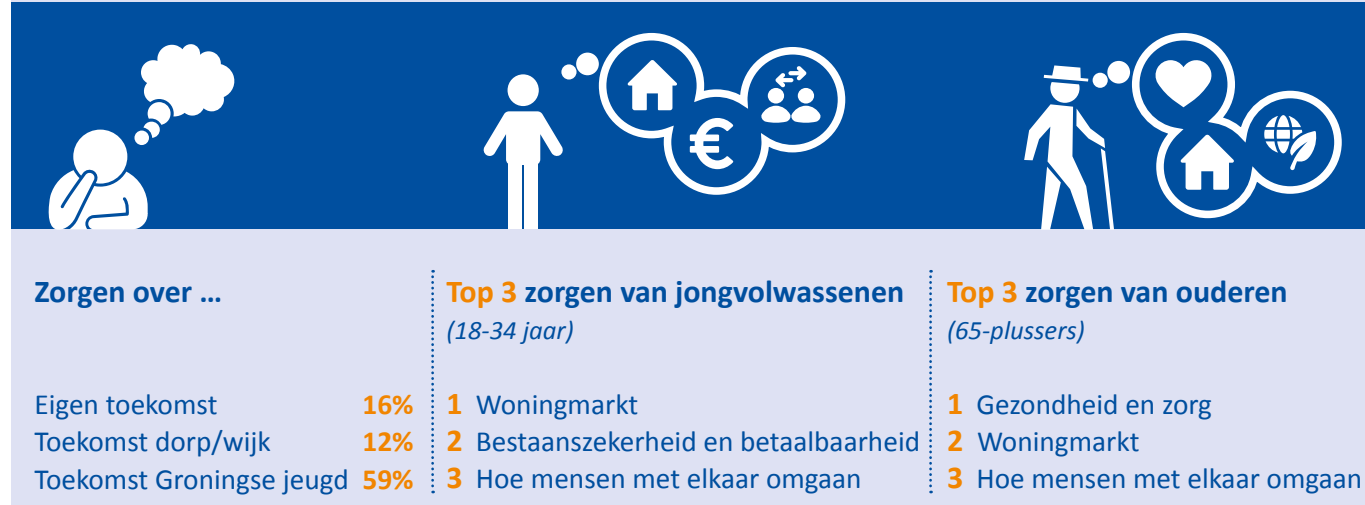 Zorgen over ...
Eigen toekomst 16%
Toekomst dorp/wijk 12%
Toekomst Groningse jeugd 59%
Top 3 zorgen van jongvolwassenen
(18-34 jaar)
1 Woningmarkt
2 Bestaanszekerheid en betaalbaarheid
3 Hoe mensen met elkaar omgaan
Top 3 zorgen van ouderen
(65-plussers)
1 Gezondheid en zorg
2 Woningmarkt
3 Hoe mensen met elkaar omgaan